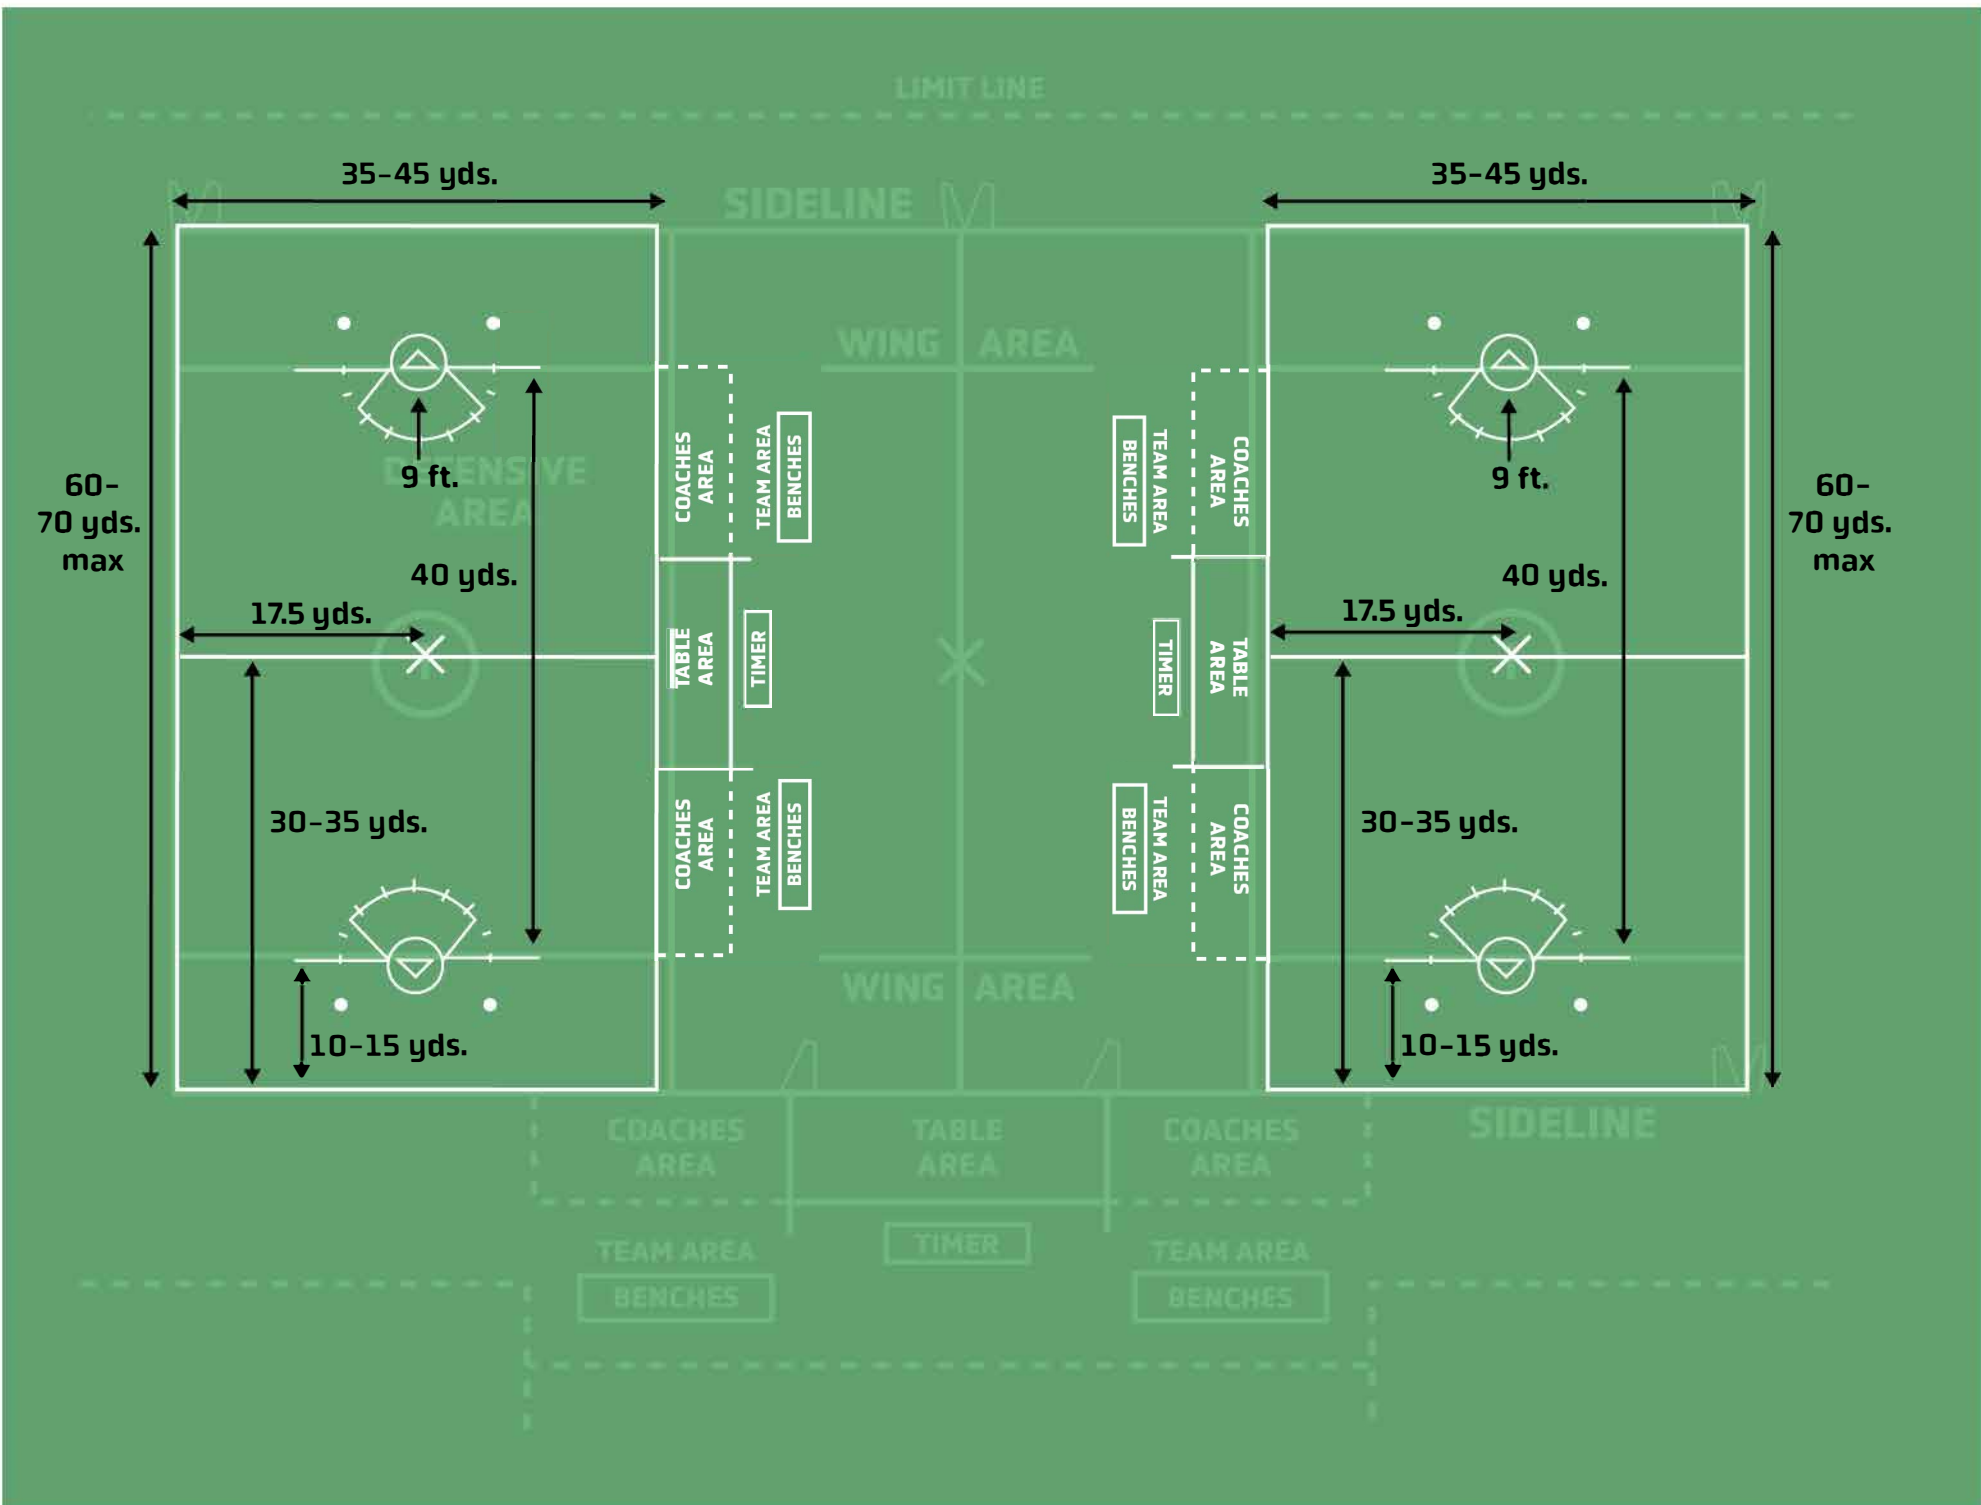 LIMIT LINE
35-45 yds.
35-45 yds.
SIDELINE
WING AREA
9 ft.
9 ft.
DEFENSIVE
AREA
60-
70 yds.
max
60-
70 yds.
max
COACHES
AREA
TEAM AREA
BENCHES
BENCHES
TEAM AREA
COACHES
AREA
40 yds.
40 yds.
17.5 yds.
17.5 yds.
TABLE
AREA
TIMER
TIMER
TABLE
AREA
30-35 yds.
30-35 yds.
COACHES
AREA
TEAM AREA
BENCHES
BENCHES
TEAM AREA
COACHES
AREA
WING AREA
10-15 yds.
10-15 yds.
COACHES
AREA
TABLE
AREA
COACHES
AREA
SIDELINE
TEAM AREA
BENCHES
TIMER
TEAM AREA
BENCHES